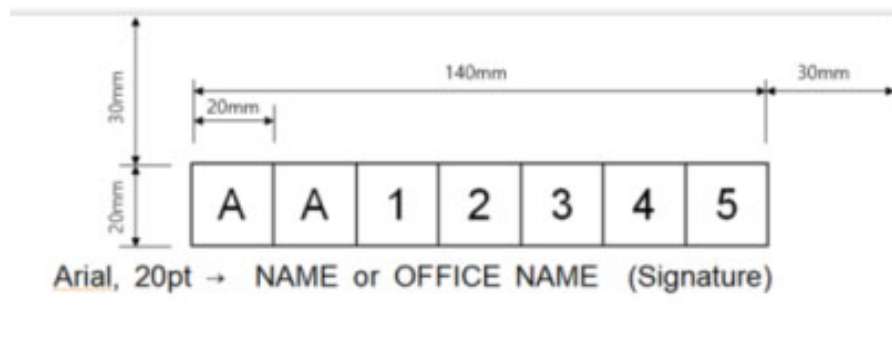 140mm 30mm
30mm
20mm
20mm
A A 1 2 3 4 5
Arial, 20pt → NAME or OFFICE NAME (Signature)